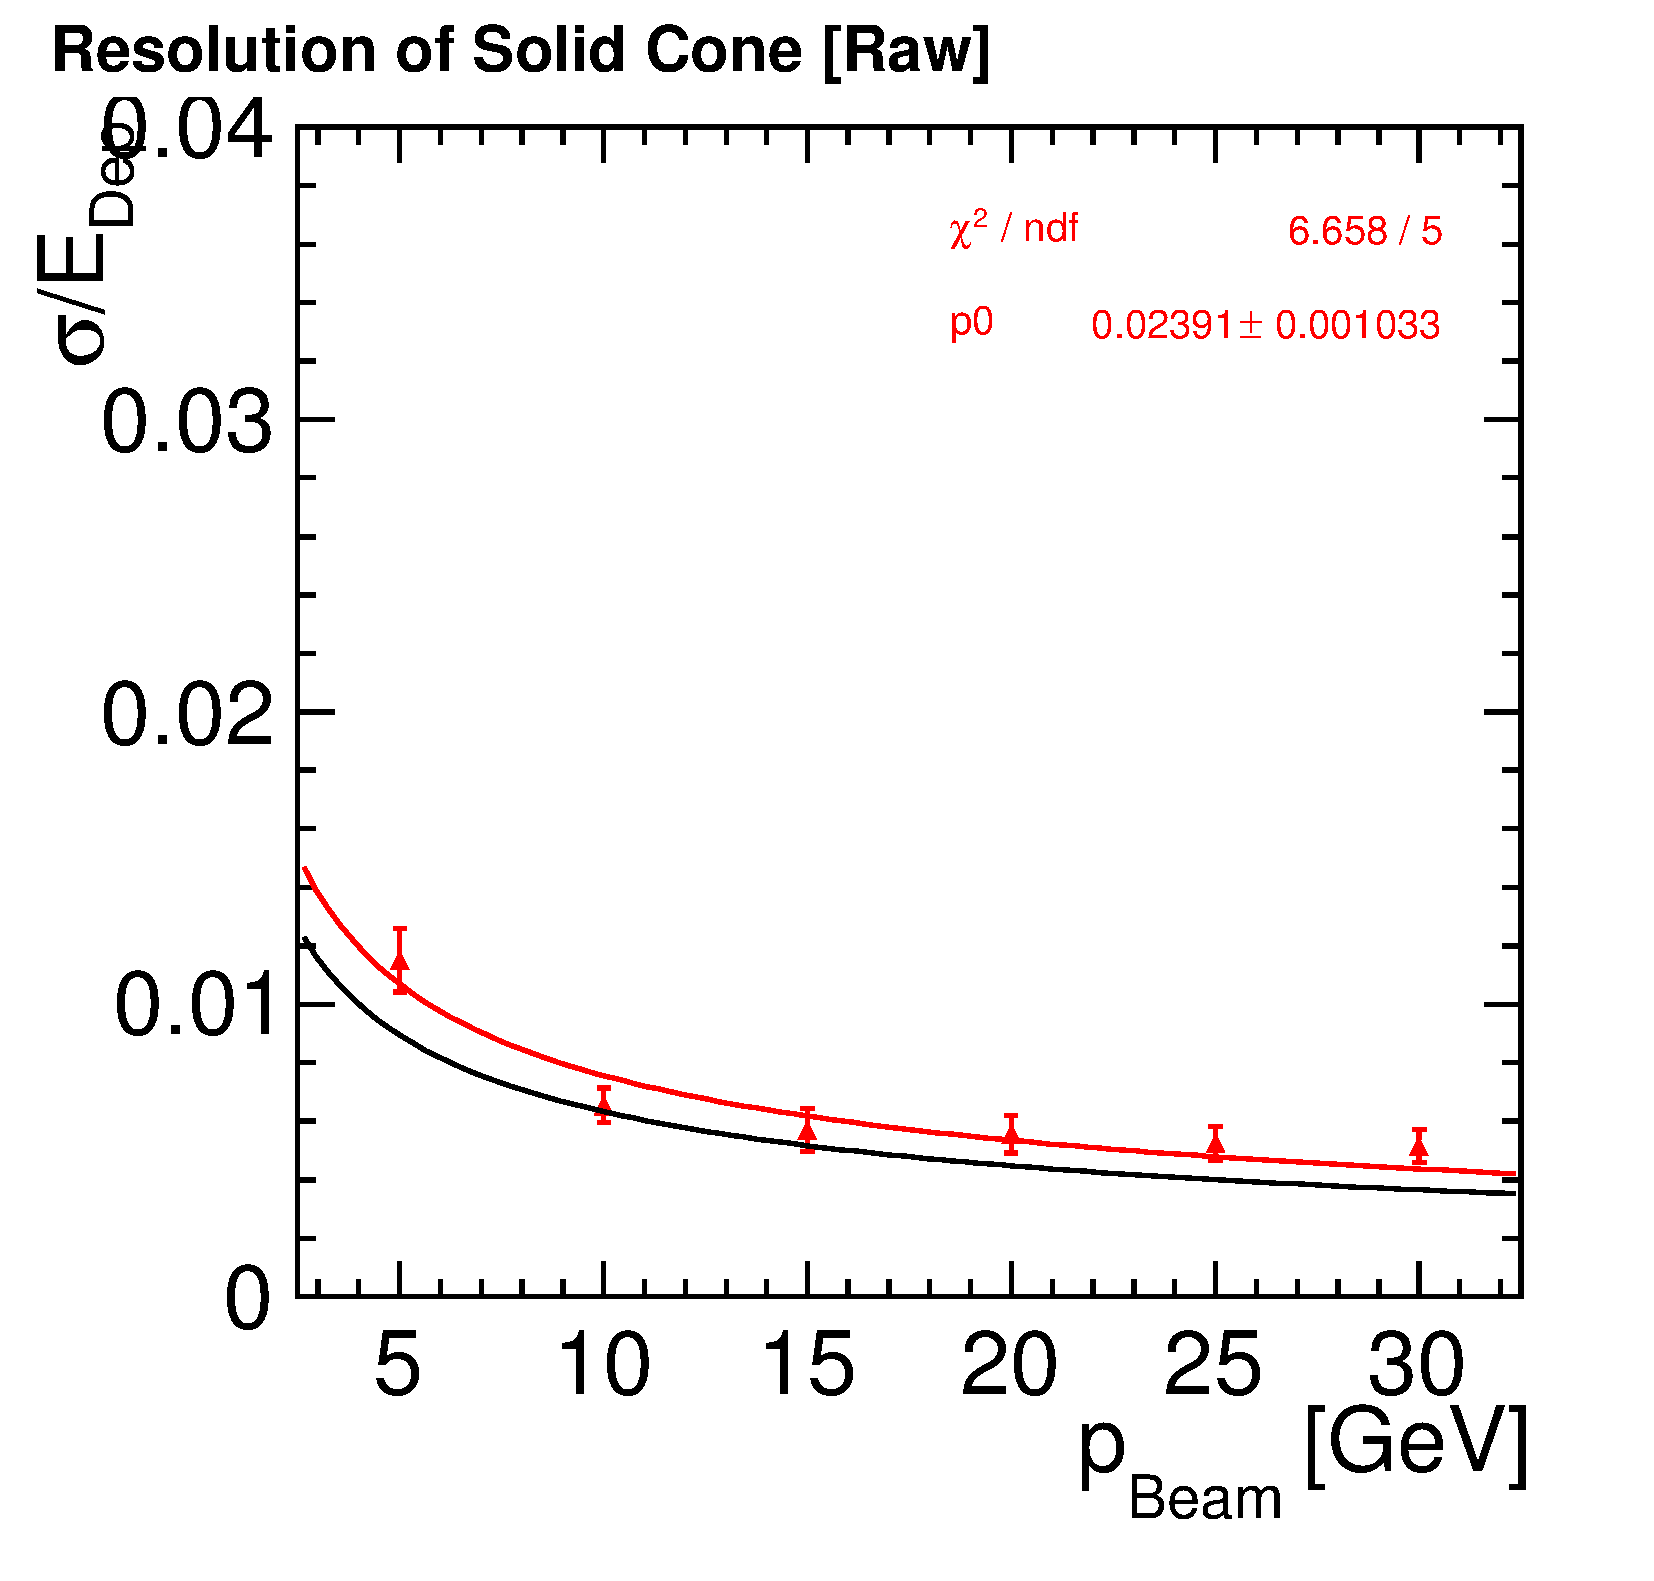 Resolution of Solid Cone [Raw]
σ/E_Dep
0.04
0.03
0.02
0.01
0
χ² / ndf 6.658 / 5
p0 0.02391± 0.001033
5 10 15 20 25 30
p_Beam [GeV]